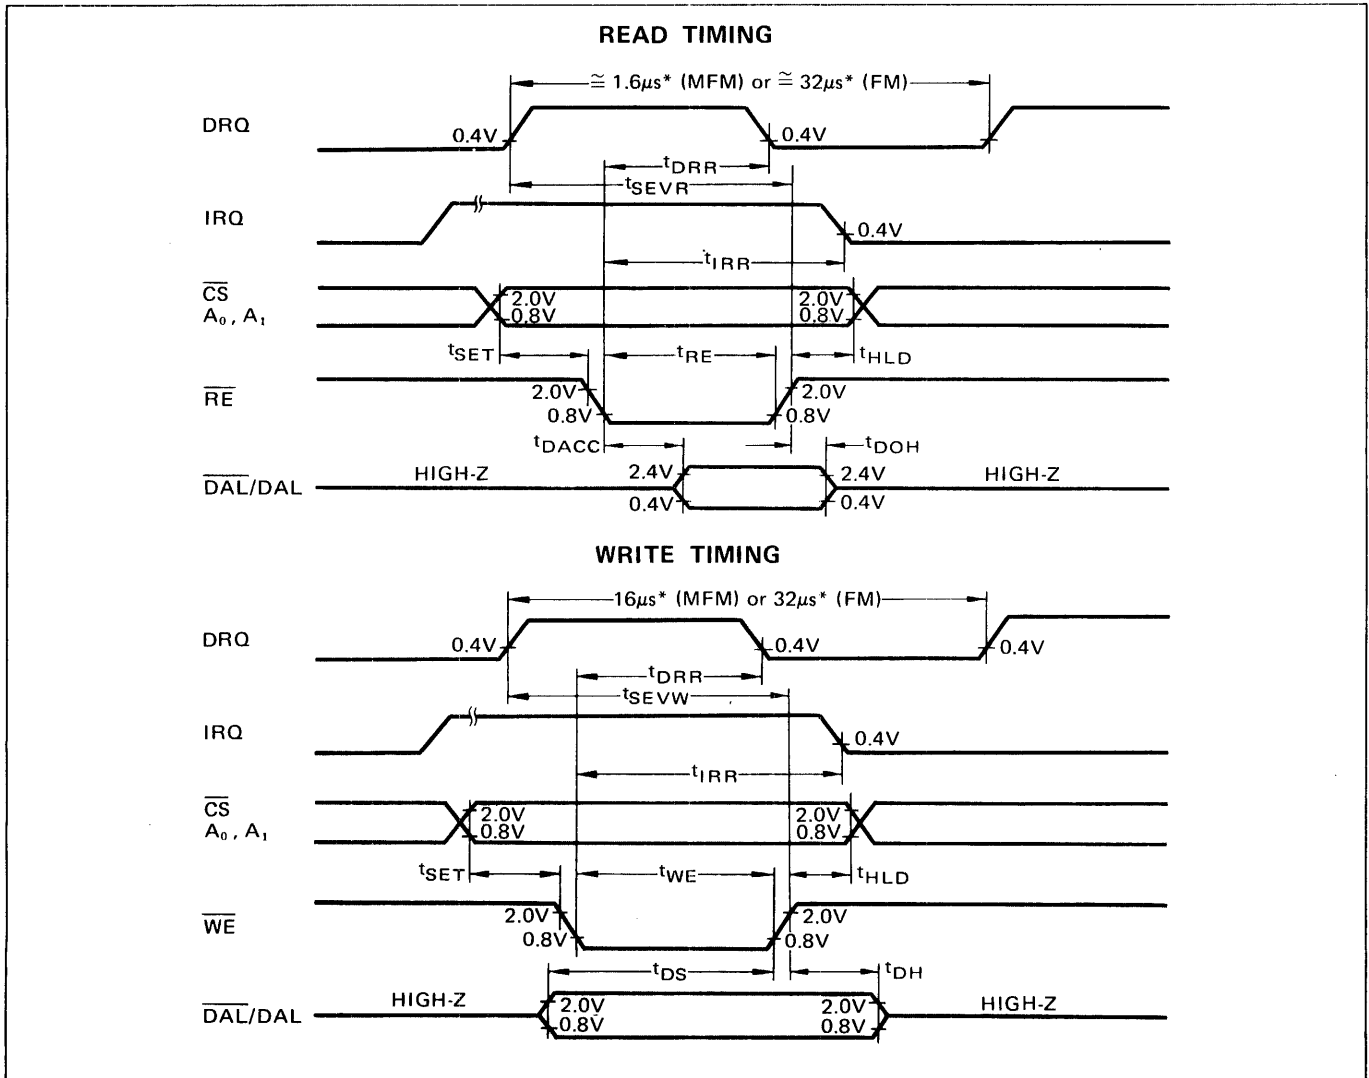 READ TIMING
≅ 1.6μs* (MFM) or ≅ 32μs* (FM)
DRQ
0.4V
0.4V
tDRR
tSEVR
IRQ
0.4V
tIRR
CS
A0, A1
2.0V
0.8V
2.0V
0.8V
tSET
tRE
tHLD
RE
2.0V
0.8V
2.0V
0.8V
tDACC
tDOH
DAL/DAL
HIGH-Z
2.4V
0.4V
2.4V
0.4V
HIGH-Z
WRITE TIMING
16μs* (MFM) or 32μs* (FM)
DRQ
0.4V
0.4V
0.4V
tDRR
tSEVW
IRQ
0.4V
tIRR
CS
A0, A1
2.0V
0.8V
2.0V
0.8V
tSET
tWE
tHLD
WE
2.0V
0.8V
2.0V
0.8V
tDS
tDH
DAL/DAL
HIGH-Z
2.0V
0.8V
2.0V
0.8V
HIGH-Z